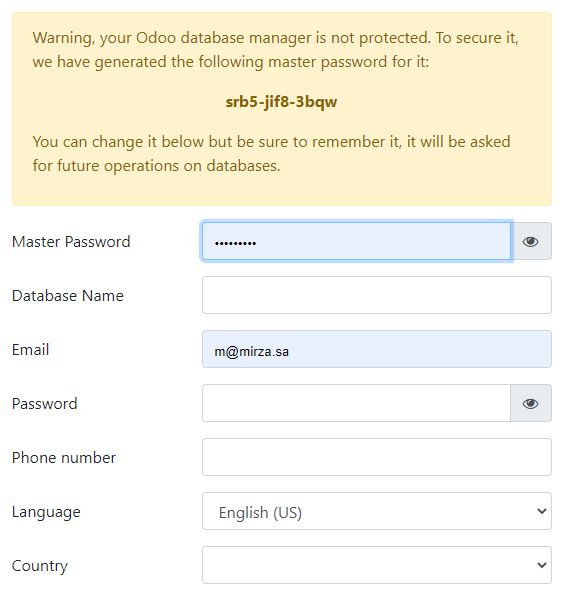 Warning, your Odoo database manager is not protected. To secure it,
we have generated the following master password for it:
srb5-jif8-3bqw
You can change it below but be sure to remember it, it will be asked
for future operations on databases.
Master Password •••••••••
Database Name
Email m@mirza.sa
Password
Phone number
Language English (US)
Country